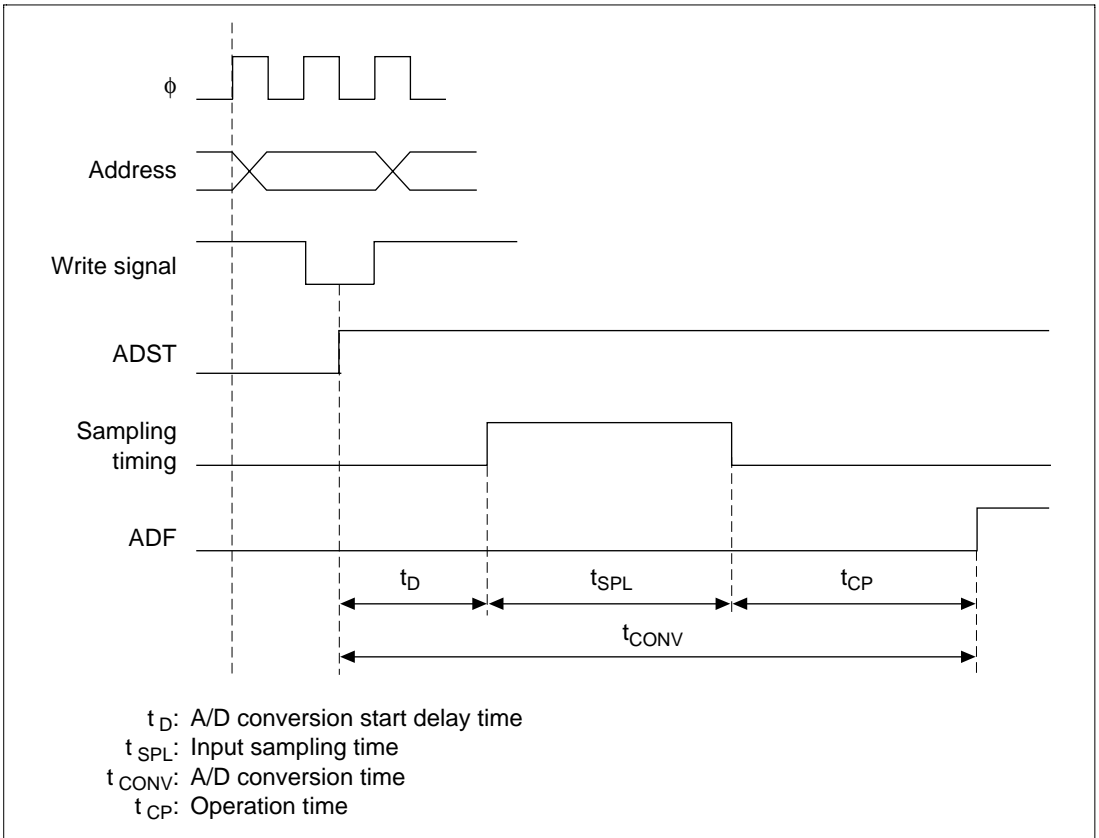 ϕ
Address
Write signal
ADST
Sampling
timing
ADF
tD tSPL tCP
tCONV
tD: A/D conversion start delay time
tSPL: Input sampling time
tCONV: A/D conversion time
tCP: Operation time